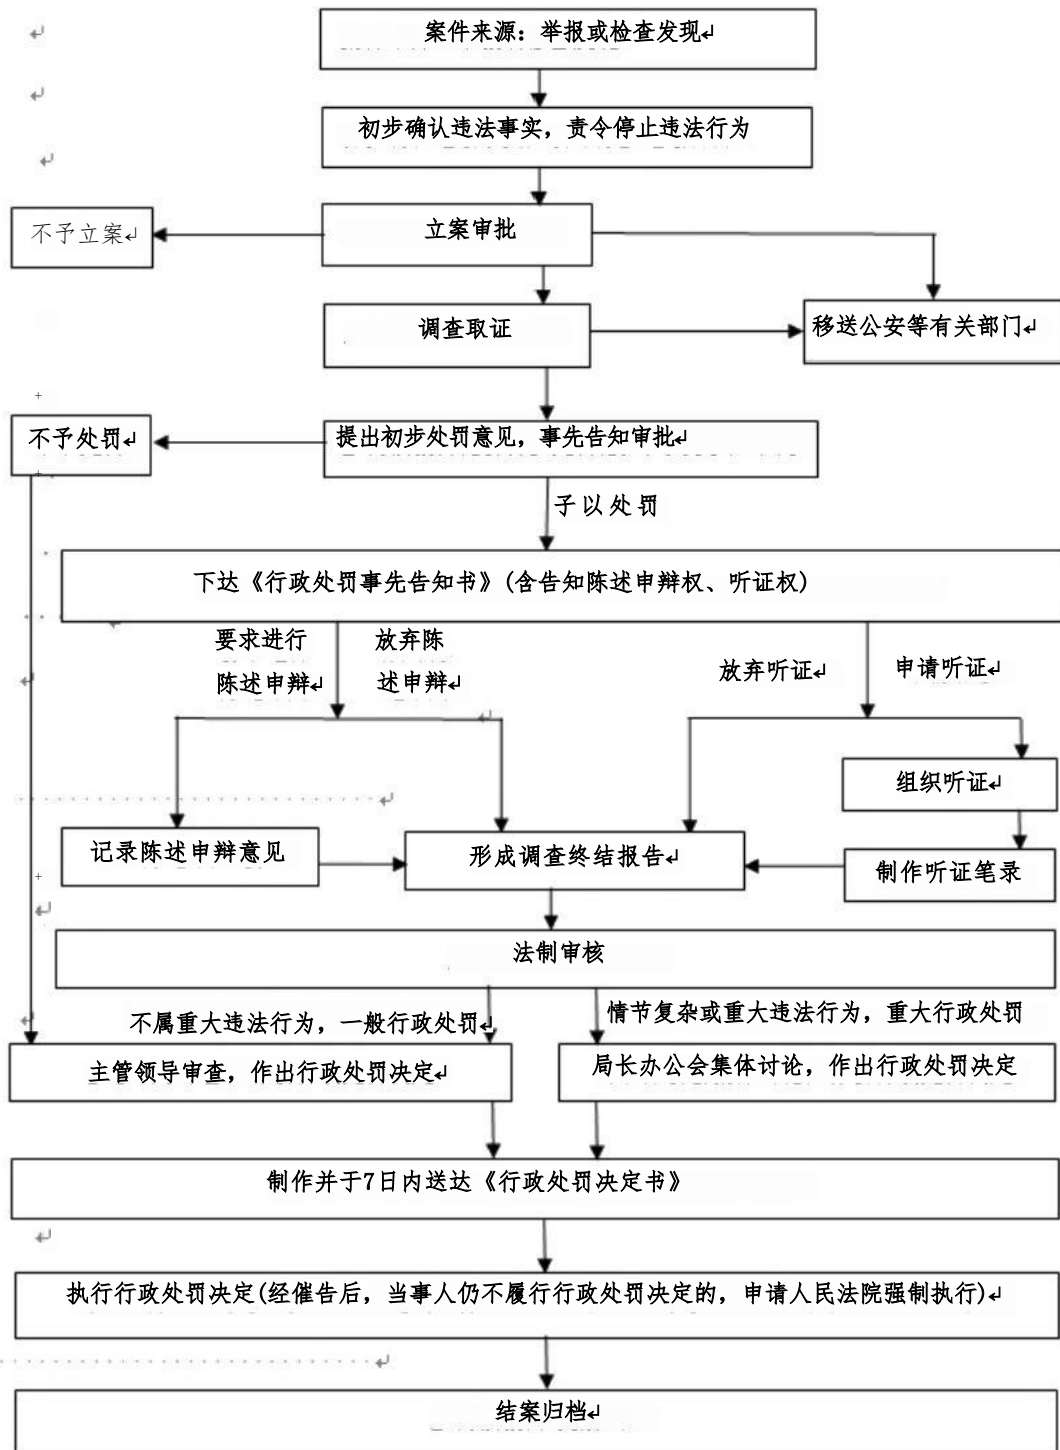 案件来源：举报或检查发现
初步确认违法事实，责令停止违法行为
不予立案
立案审批
调查取证
移送公安等有关部门
不予处罚
提出初步处罚意见，事先告知审批
子以处罚
下达《行政处罚事先告知书》(含告知陈述申辩权、听证权)
要求进行
陈述申辩
放弃陈
述申辩
放弃听证
申请听证
组织听证
记录陈述申辩意见
形成调查终结报告
制作听证笔录
法制审核
不属重大违法行为，一般行政处罚
情节复杂或重大违法行为，重大行政处罚
主管领导审查，作出行政处罚决定
局长办公会集体讨论，作出行政处罚决定
制作并于7日内送达《行政处罚决定书》
执行行政处罚决定(经催告后，当事人仍不履行行政处罚决定的，申请人民法院强制执行)
结案归档